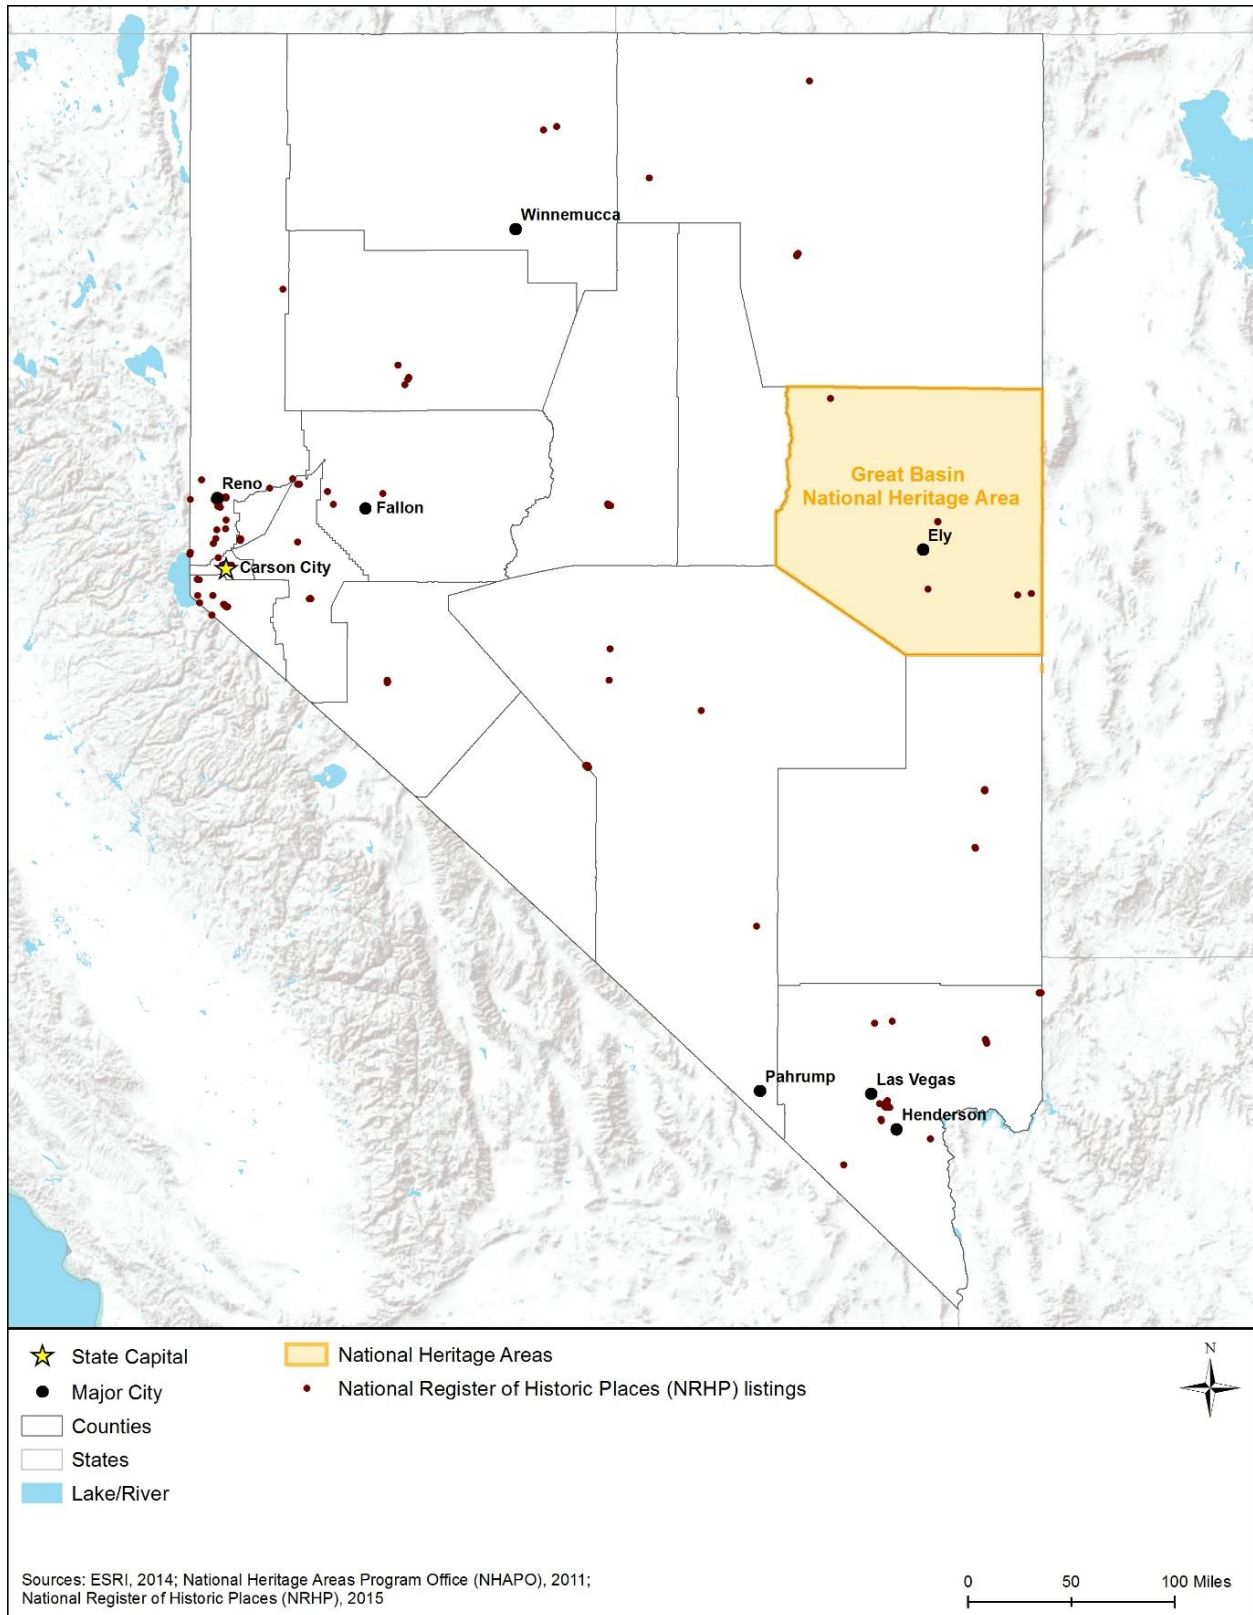 Winnemucca
Reno
Fallon
Great Basin
National Heritage Area
Ely
Carson City
Pahrump
Las Vegas
Henderson
State Capital
Major City
Counties
States
Lake/River
National Heritage Areas
National Register of Historic Places (NRHP) listings
N
Sources: ESRI, 2014; National Heritage Areas Program Office (NHAPO), 2011;
National Register of Historic Places (NRHP), 2015
0 50 100 Miles